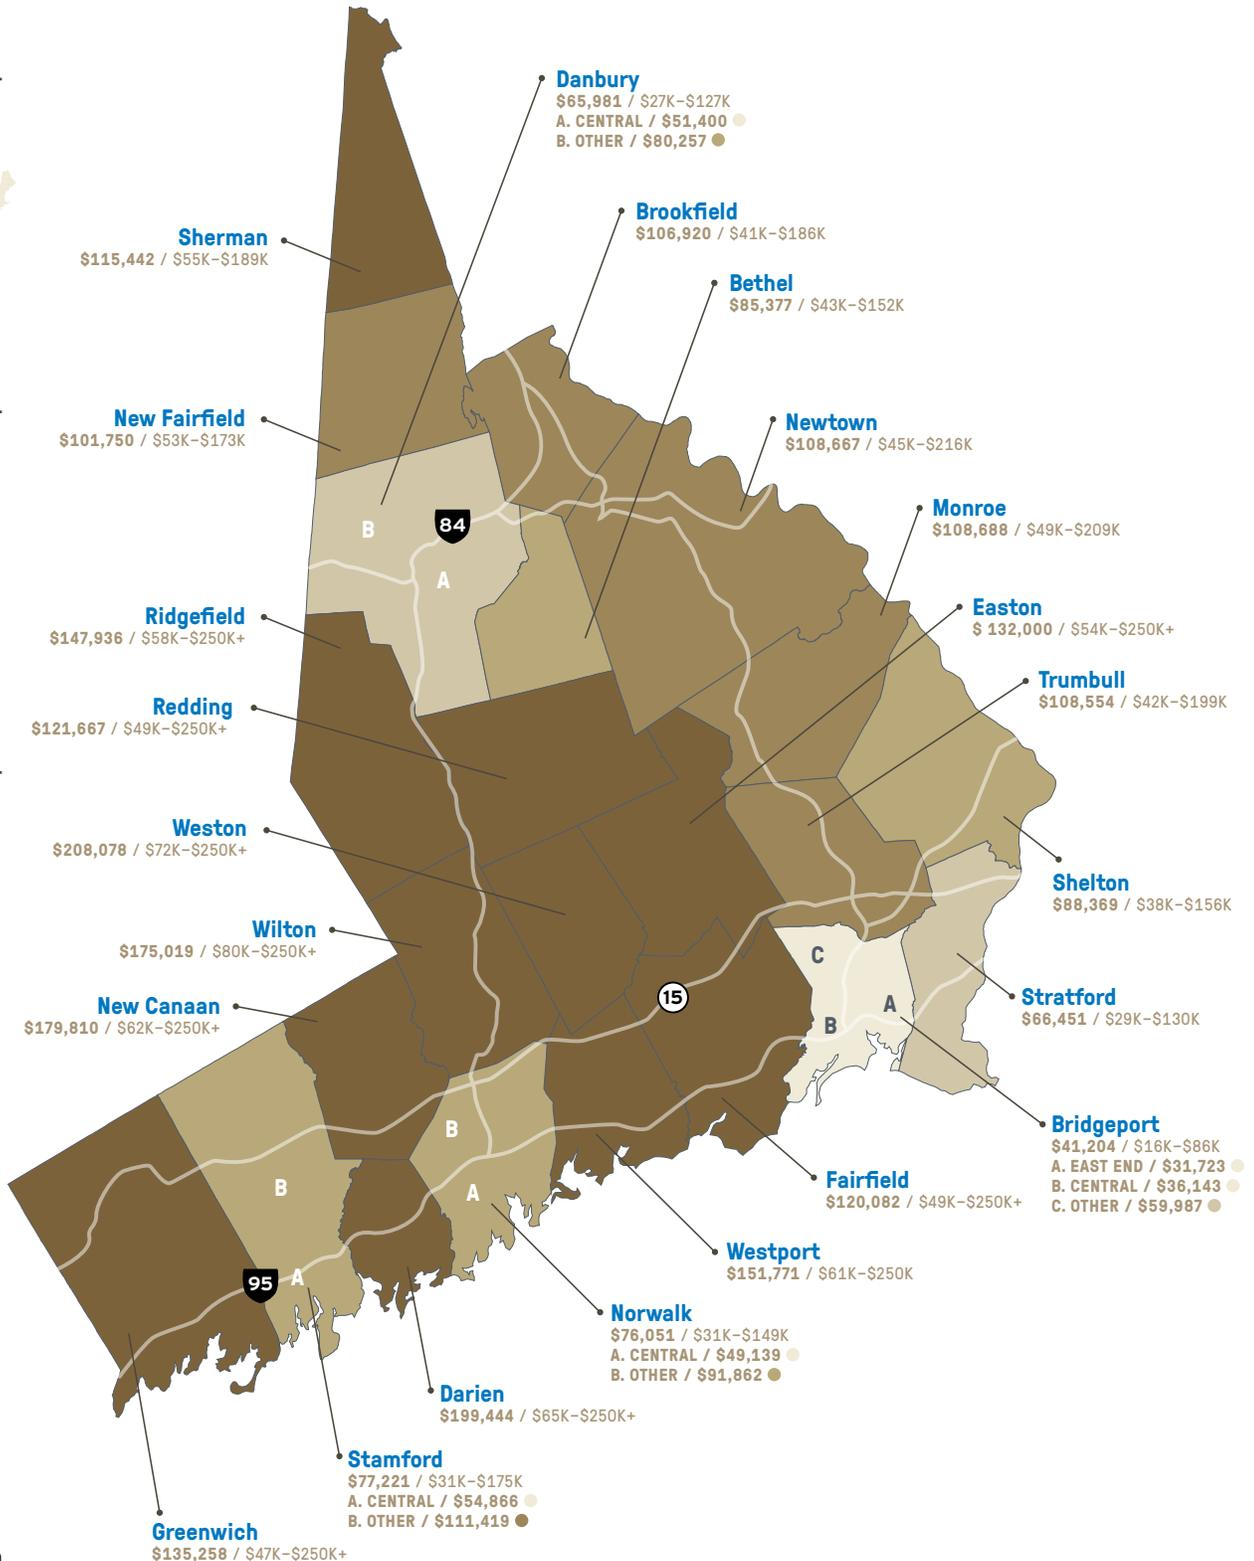 Danbury
$65,981 / $27K–$127K
A. CENTRAL / $51,400
B. OTHER / $80,257
Brookfield
$106,920 / $41K–$186K
Sherman
$115,442 / $55K–$189K
Bethel
$85,377 / $43K–$152K
New Fairfield
$101,750 / $53K–$173K
Newtown
$108,667 / $45K–$216K
Monroe
$108,688 / $49K–$209K
B
84
A
Easton
$ 132,000 / $54K–$250K+
Ridgefield
$147,936 / $58K–$250K+
Trumbull
$108,554 / $42K–$199K
Redding
$121,667 / $49K–$250K+
Weston
$208,078 / $72K–$250K+
Shelton
$88,369 / $38K–$156K
Wilton
$175,019 / $80K–$250K+
C
New Canaan
$179,810 / $62K–$250K+
15
A
B
Stratford
$66,451 / $29K–$130K
Bridgeport
$41,204 / $16K–$86K
A. EAST END / $31,723
B. CENTRAL / $36,143
C. OTHER / $59,987
B
A
B
Fairfield
$120,082 / $49K–$250K+
Westport
$151,771 / $61K–$250K
95
A
Norwalk
$76,051 / $31K–$149K
A. CENTRAL / $49,139
B. OTHER / $91,862
Darien
$199,444 / $65K–$250K+
Stamford
$77,221 / $31K–$175K
A. CENTRAL / $54,866
B. OTHER / $111,419
Greenwich
$135,258 / $47K–$250K+